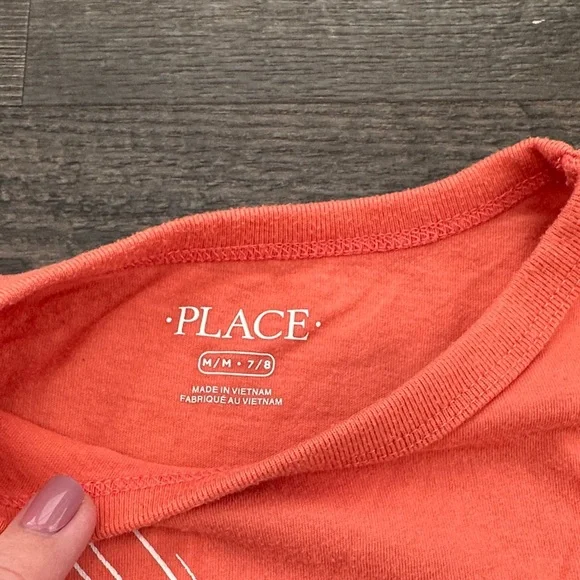 ·PLACE·
M/M · 7/8
MADE IN VIETNAM
FABRIQUÉ AU VIETNAM